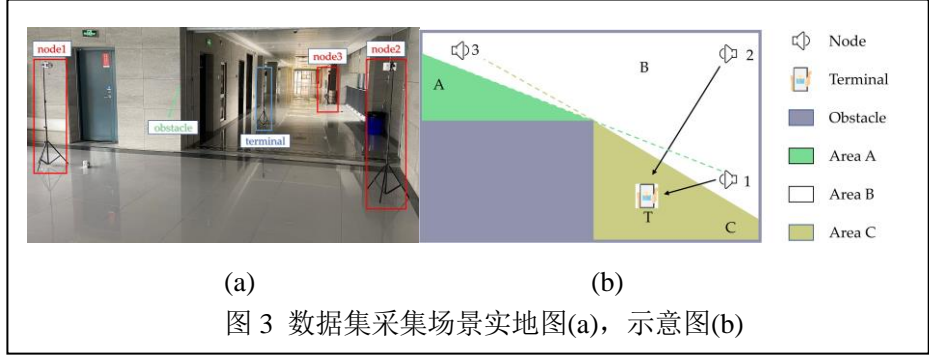 node1
node3
node2
obstacle
terminal
3
2
B
A
1
T
C
Node
Terminal
Obstacle
Area A
Area B
Area C
(a)
(b)
图 3 数据集采集场景实地图(a)，示意图(b)